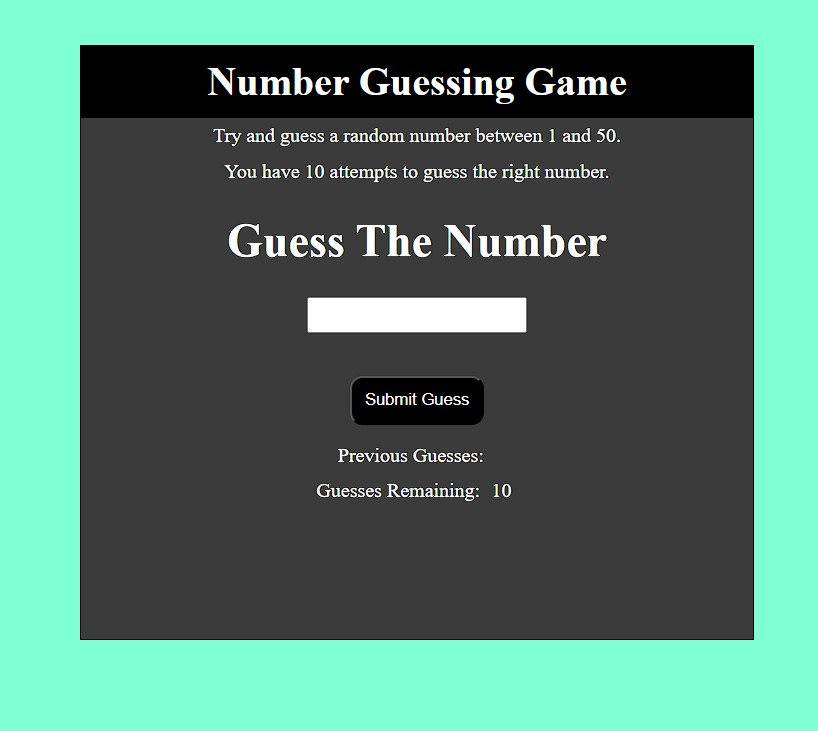 Number Guessing Game
Try and guess a random number between 1 and 50.
You have 10 attempts to guess the right number.
Guess The Number
Submit Guess
Previous Guesses:
Guesses Remaining: 10